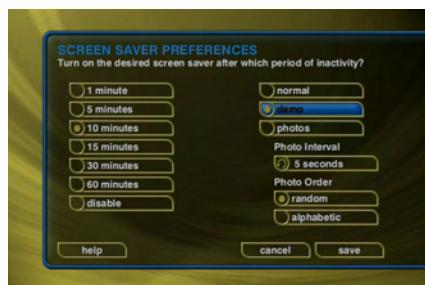 SCREEN SAVER PREFERENCES
Turn on the desired screen saver after which period of inactivity?
1 minute
5 minutes
10 minutes
15 minutes
30 minutes
60 minutes
disable
normal
demo
photos
Photo Interval
5 seconds
Photo Order
random
alphabetic
help
cancel
save